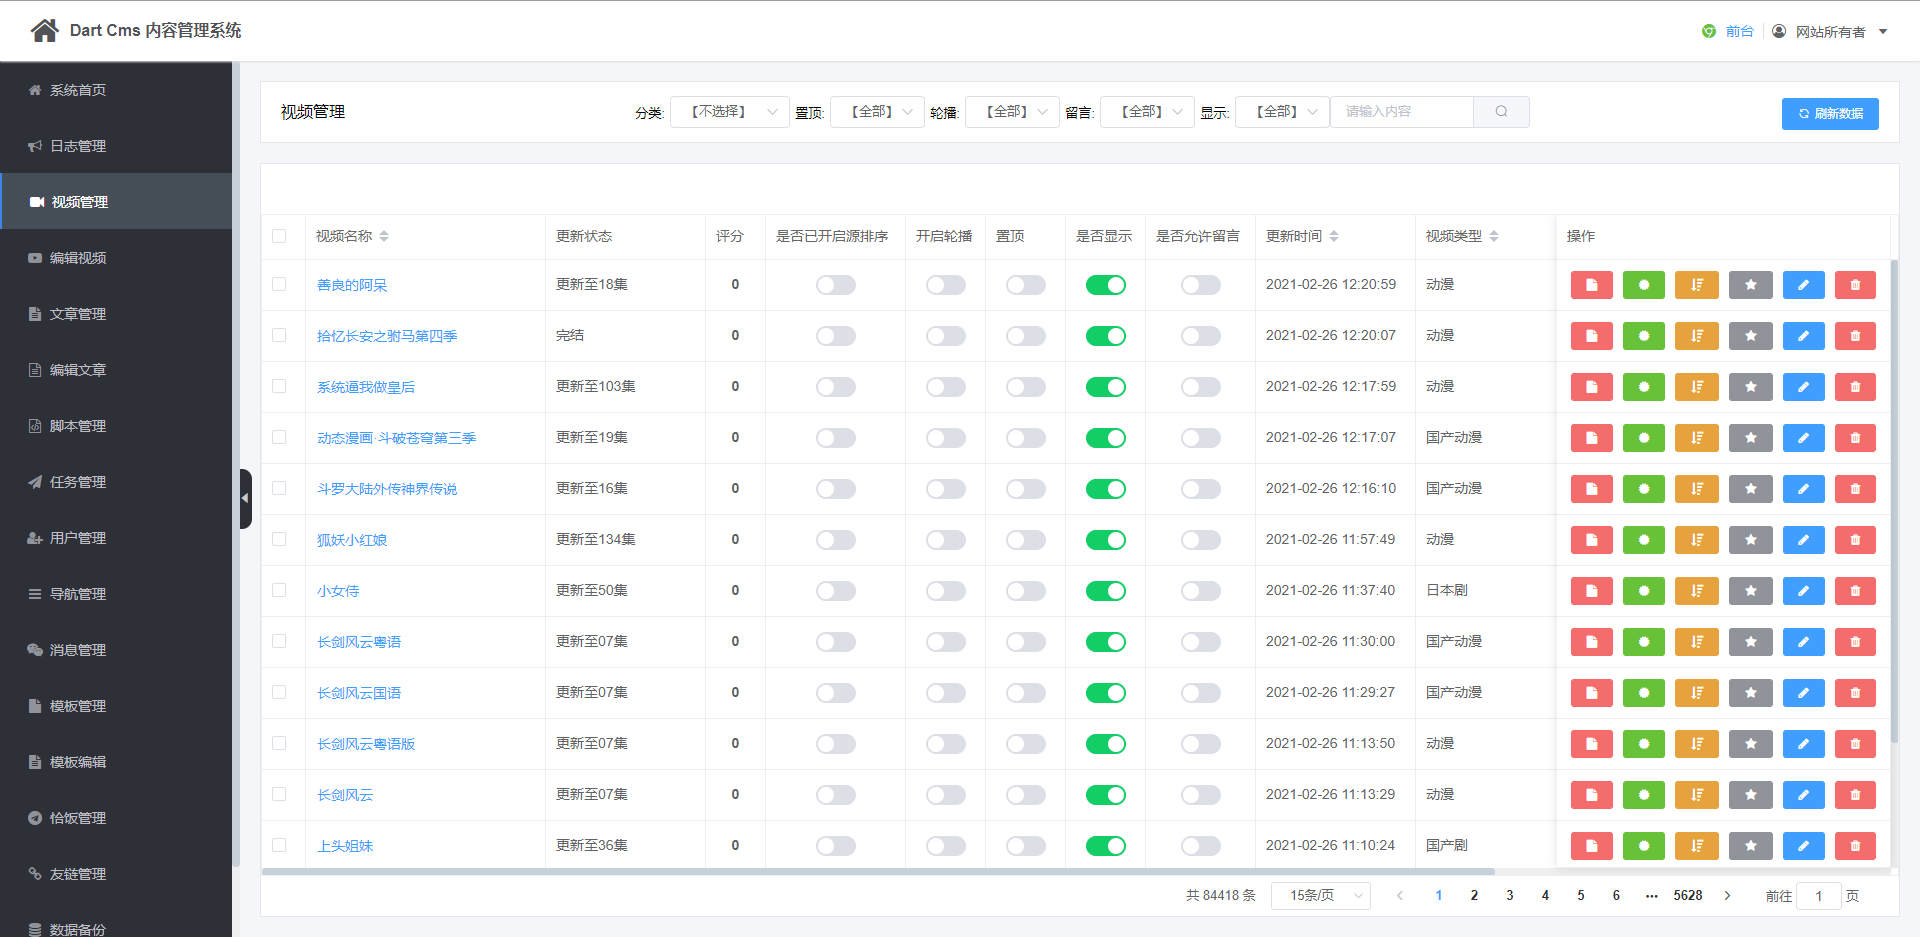 Dart Cms 内容管理系统
前台
网站所有者
系统首页
日志管理
视频管理
编辑视频
文章管理
编辑文章
脚本管理
任务管理
用户管理
导航管理
消息管理
模板管理
模板编辑
恰饭管理
友链管理
数据备份
视频管理
分类: 【不选择】 置顶: 【全部】 轮播: 【全部】 留言: 【全部】 显示: 【全部】 请输入内容
刷新数据
视频名称 更新状态 评分 是否已开启源排序 开启轮播 置顶 是否显示 是否允许留言 更新时间 视频类型 操作
善良的阿呆 更新至18集 0 2021-02-26 12:20:59 动漫
拾忆长安之驸马第四季 完结 0 2021-02-26 12:20:07 动漫
系统逼我做皇后 更新至103集 0 2021-02-26 12:17:59 动漫
动态漫画·斗破苍穹第三季 更新至19集 0 2021-02-26 12:17:07 国产动漫
斗罗大陆外传神界传说 更新至16集 0 2021-02-26 12:16:10 国产动漫
狐妖小红娘 更新至134集 0 2021-02-26 11:57:49 动漫
小女侍 更新至50集 0 2021-02-26 11:37:40 日本剧
长剑风云粤语 更新至07集 0 2021-02-26 11:30:00 国产动漫
长剑风云国语 更新至07集 0 2021-02-26 11:29:27 国产动漫
长剑风云粤语版 更新至07集 0 2021-02-26 11:13:50 动漫
长剑风云 更新至07集 0 2021-02-26 11:13:29 动漫
上头姐妹 更新至36集 0 2021-02-26 11:10:24 国产剧
共 84418 条 15条/页 1 2 3 4 5 6 ··· 5628 前往 1 页